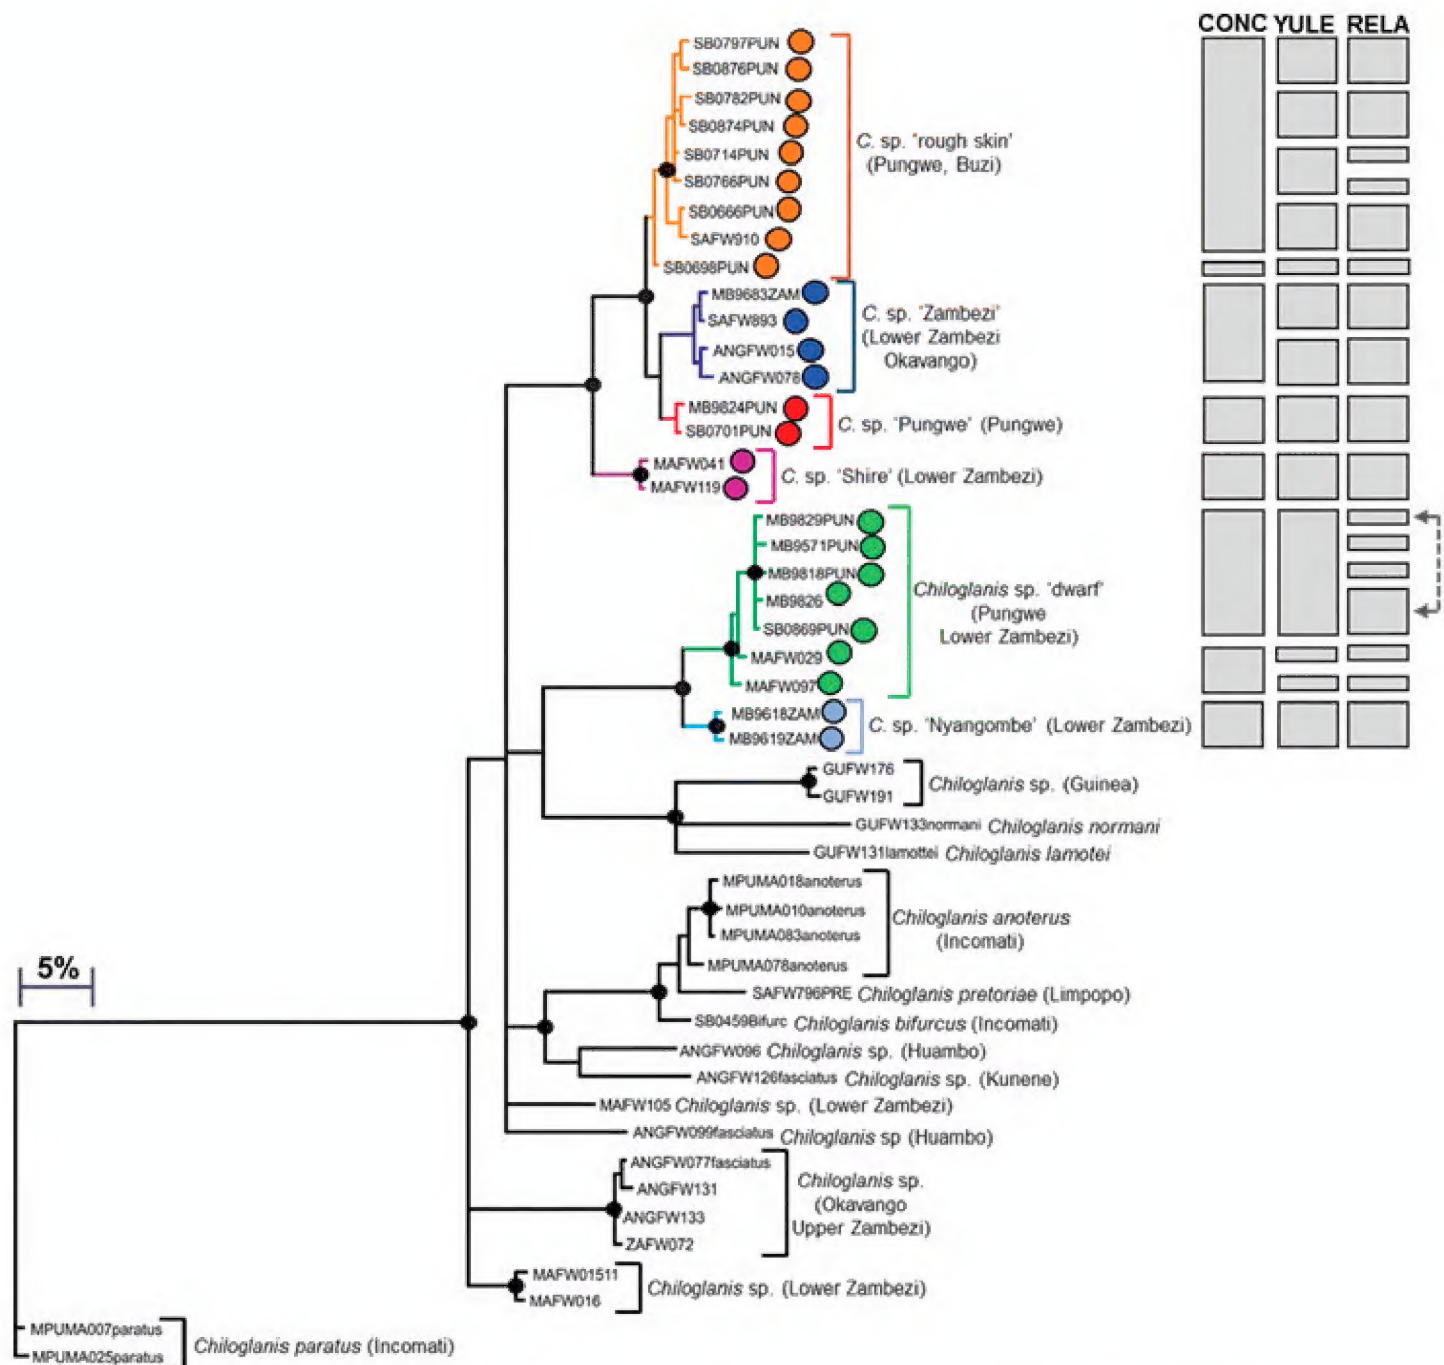 CONC YULE RELA
SB0797PUN
SB0876PUN
SB0782PUN
SB0874PUN
SB0714PUN
SB0766PUN
SB0666PUN
SAFW910
SB0698PUN
C. sp. 'rough skin'
(Pungwe, Buzi)
MB9683ZAM
SAFW893
ANGFW015
ANGFW078
C. sp. 'Zambezi'
(Lower Zambezi
Okavango)
MB9824PUN
SB0701PUN
C. sp. 'Pungwe' (Pungwe)
MAFW041
MAFW119
C. sp. 'Shire' (Lower Zambezi)
MB9829PUN
MB9571PUN
MB9818PUN
MB9826
SB0869PUN
MAFW029
MAFW097
Chiloglanis sp. 'dwarf'
(Pungwe
Lower Zambezi)
MB9618ZAM
MB9619ZAM
C. sp. 'Nyangombe' (Lower Zambezi)
GUFW176
GUFW191
Chiloglanis sp. (Guinea)
GUFW133normani Chiloglanis normani
GUFW131lamottei Chiloglanis lamotei
MPUMA018anoterus
MPUMA010anoterus
MPUMA083anoterus
MPUMA078anoterus
Chiloglanis anoterus
(Incomati)
SAFW796PRE Chiloglanis pretoriae (Limpopo)
SB0459Bifurc Chiloglanis bifurcus (Incomati)
ANGFW096 Chiloglanis sp. (Huambo)
ANGFW126fasciatus Chiloglanis sp. (Kunene)
MAFW105 Chiloglanis sp. (Lower Zambezi)
ANGFW099fasciatus Chiloglanis sp (Huambo)
ANGFW077fasciatus
ANGFW131
ANGFW133
ZAFW072
Chiloglanis sp.
(Okavango
Upper Zambezi)
MAFW01511
MAFW016
Chiloglanis sp. (Lower Zambezi)
5%
MPUMA007paratus
MPUMA025paratus
Chiloglanis paratus (Incomati)